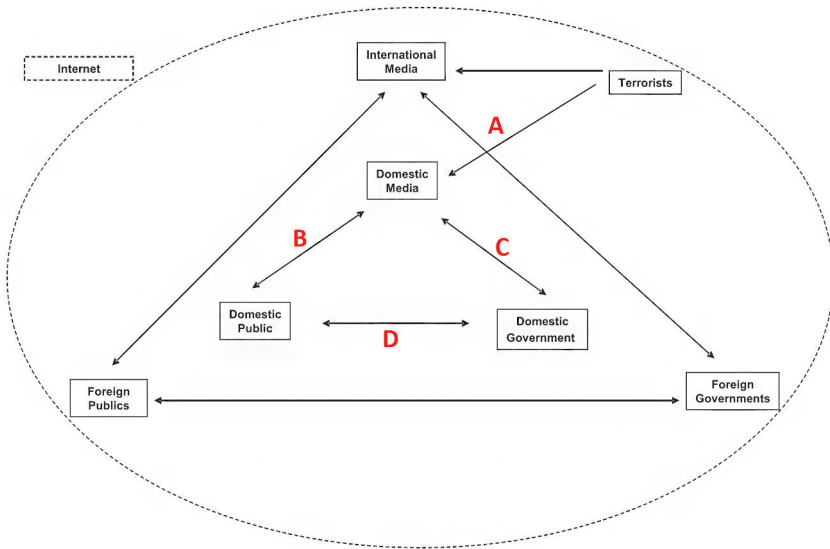 International
Media
Internet
Terrorists
A
Domestic
Media
B
C
Domestic
Public
D
Domestic
Government
Foreign
Publics
Foreign
Governments